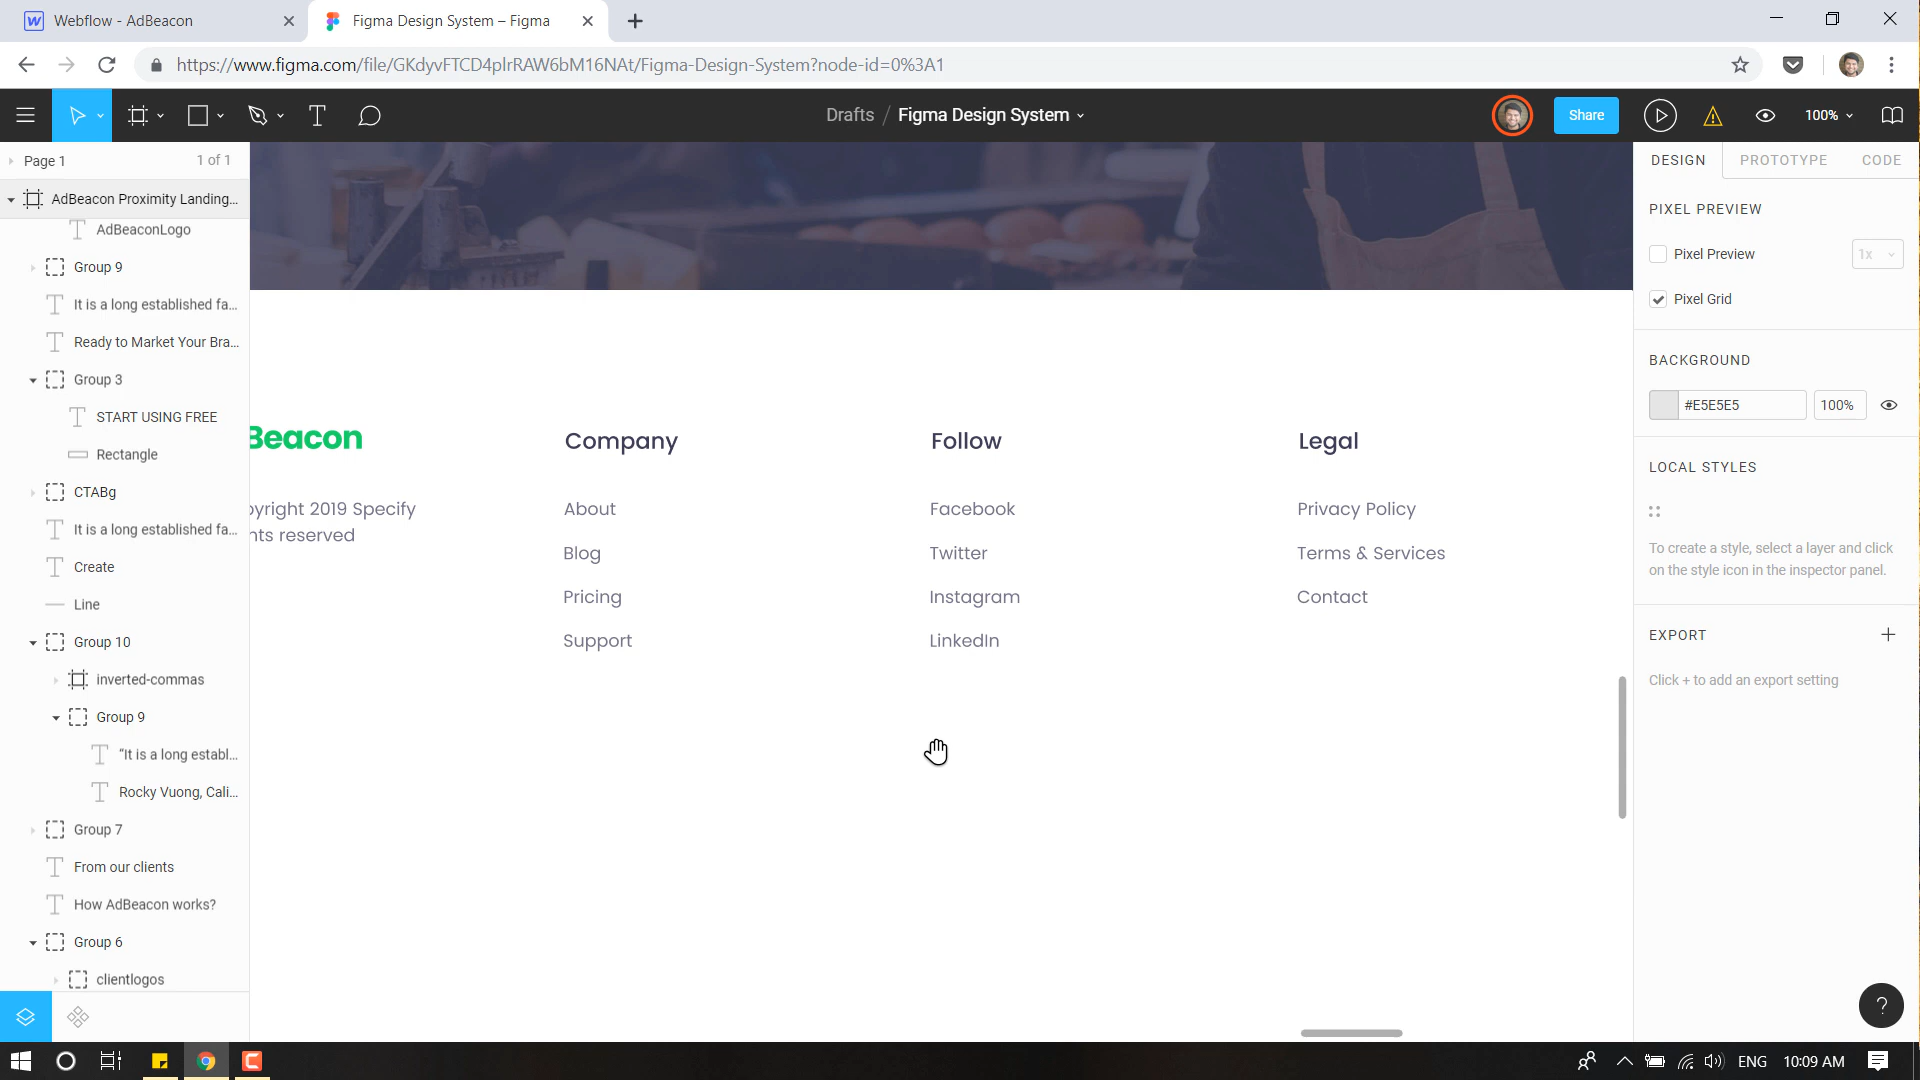 Webflow - AdBeacon
Figma Design System – Figma
https://www.figma.com/file/GKdyvFTCD4plrRAW6bM16NAt/Figma-Design-System?node-id=0%3A1
Drafts / Figma Design System
Share
100%
Page 1
1 of 1
AdBeacon Proximity Landing...
AdBeaconLogo
Group 9
It is a long established fa...
Ready to Market Your Bra...
Group 3
START USING FREE
Rectangle
CTABg
It is a long established fa...
Create
Line
Group 10
inverted-commas
Group 9
“It is a long establ...
Rocky Vuong, Cali...
Group 7
From our clients
How AdBeacon works?
Group 6
clientlogos
Beacon
pyright 2019 Specify
hts reserved
Company
About
Blog
Pricing
Support
Follow
Facebook
Twitter
Instagram
LinkedIn
Legal
Privacy Policy
Terms & Services
Contact
DESIGN
PROTOTYPE
CODE
PIXEL PREVIEW
Pixel Preview
1x
Pixel Grid
BACKGROUND
#E5E5E5
100%
LOCAL STYLES
To create a style, select a layer and click
on the style icon in the inspector panel.
EXPORT
Click + to add an export setting
?
ENG
10:09 AM